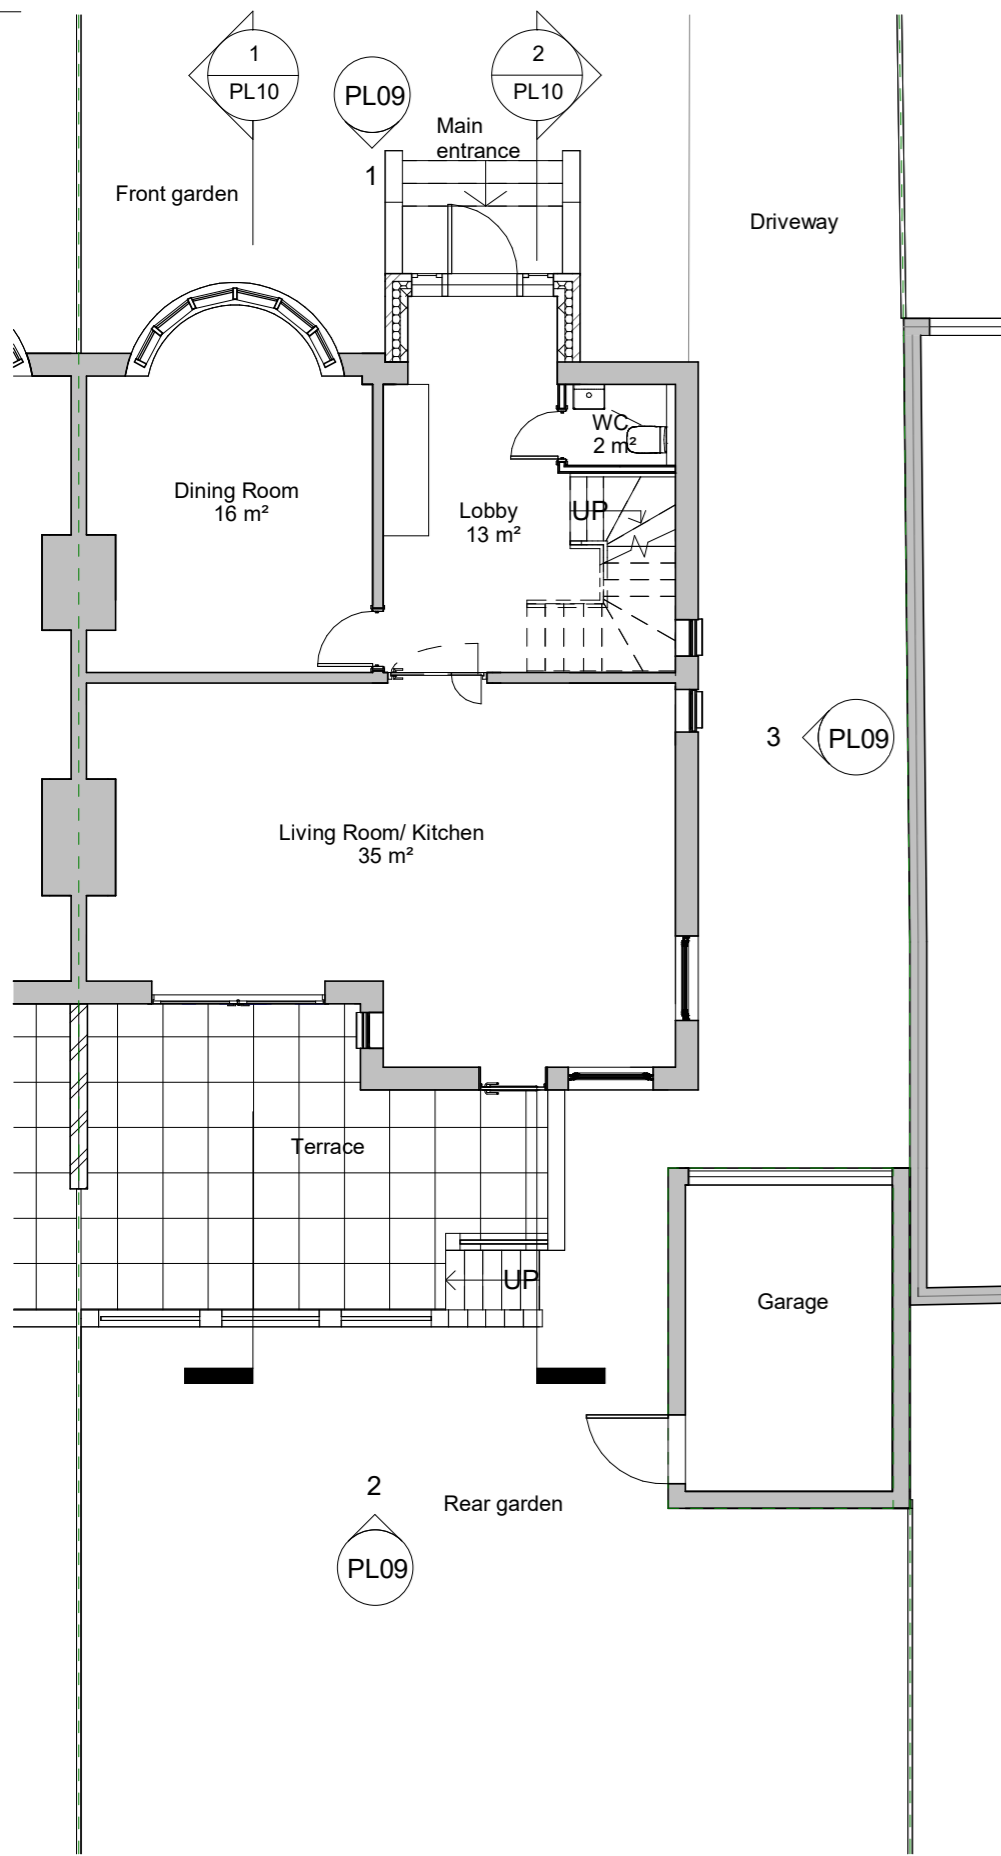 1
PL10
2
PL10
PL09
1
Main
entrance
Front garden
Driveway
WC
2 m²
Dining Room
16 m²
Lobby
13 m²
UP
3
PL09
Living Room/ Kitchen
35 m²
Terrace
UP
Garage
2
Rear garden
PL09